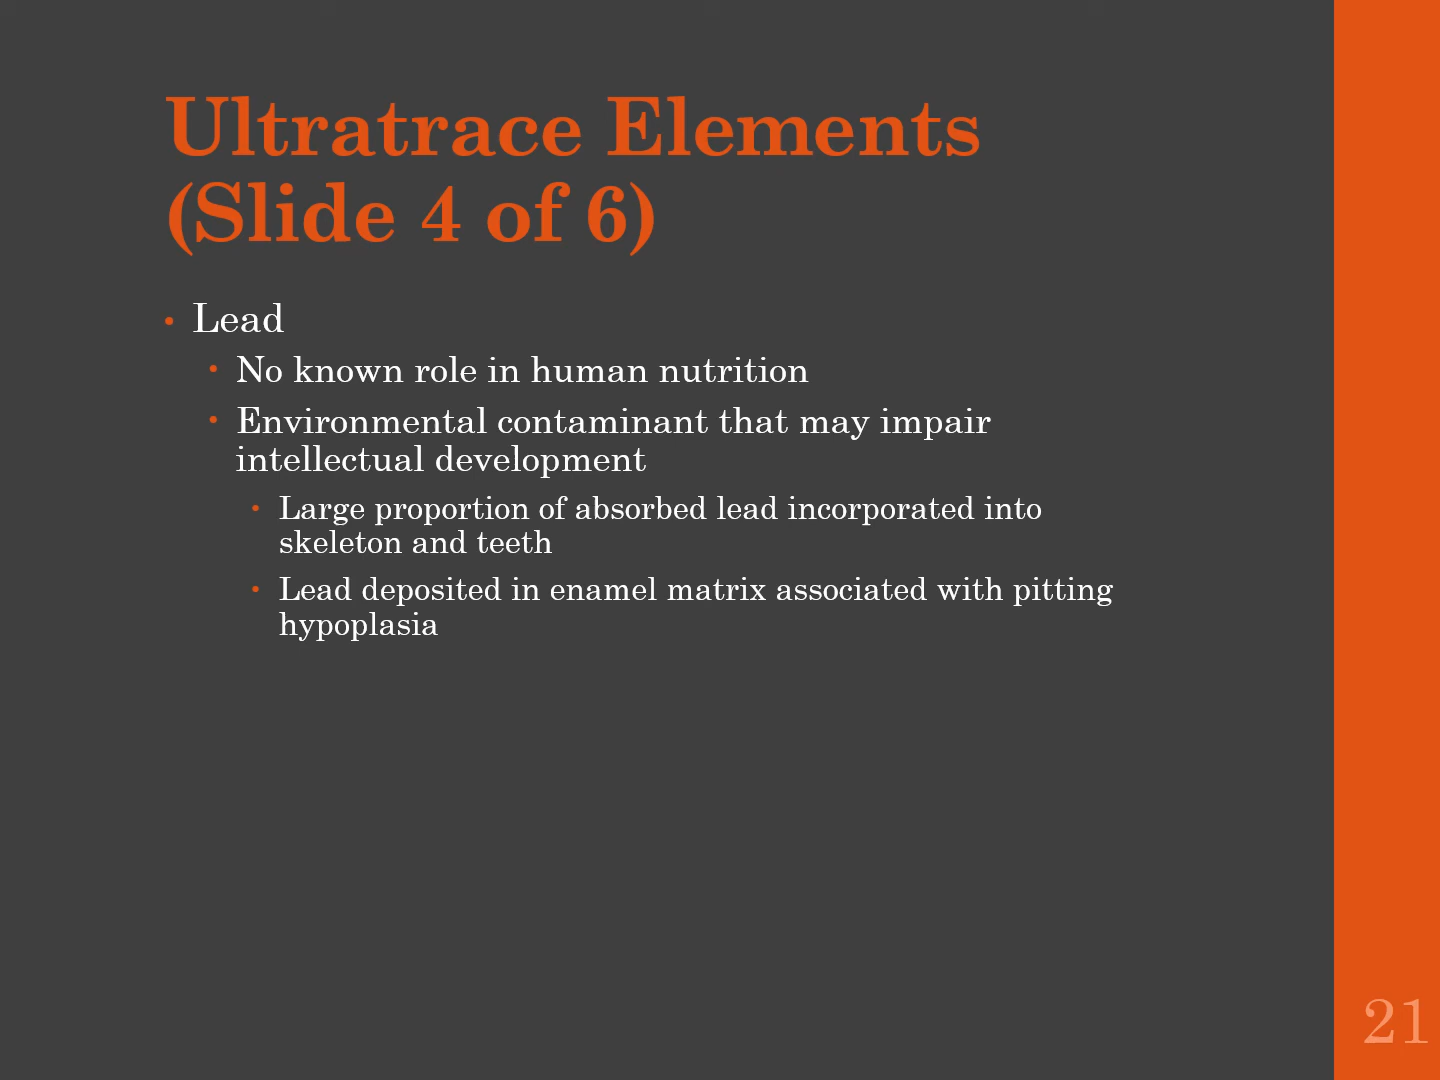 Ultratrace Elements
(Slide 4 of 6)
• Lead
• No known role in human nutrition
• Environmental contaminant that may impair
intellectual development
• Large proportion of absorbed lead incorporated into
skeleton and teeth
• Lead deposited in enamel matrix associated with pitting
hypoplasia
21